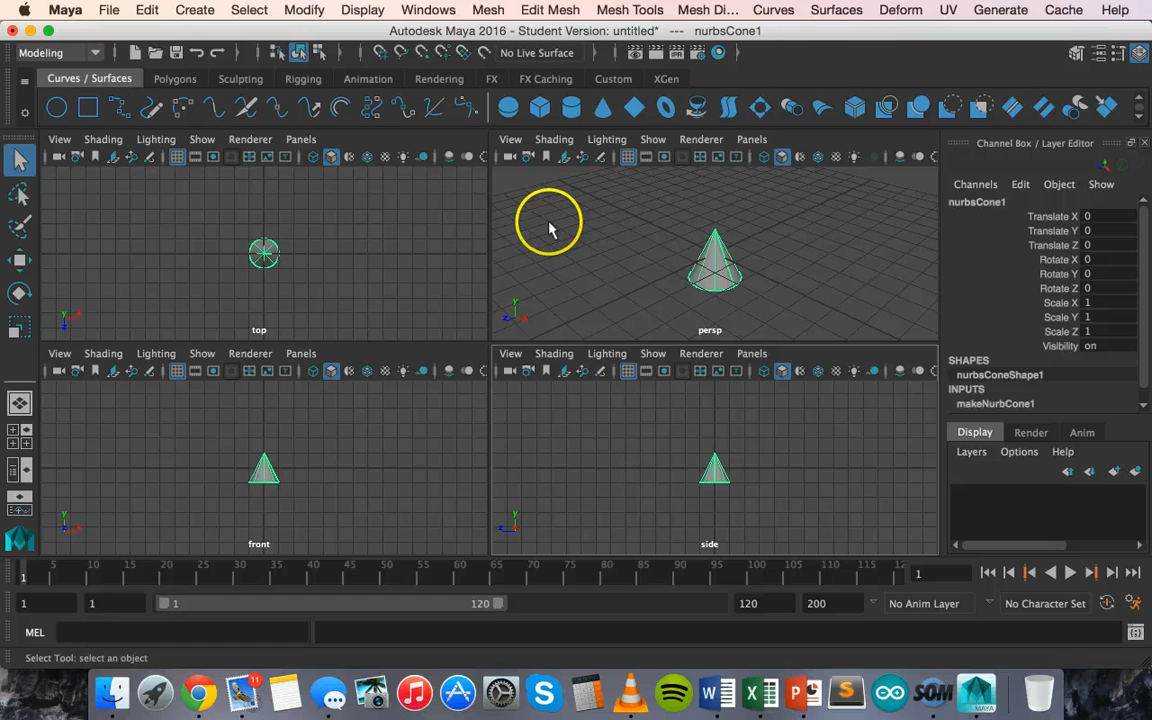 Maya File Edit Create Select Modify Display Windows Mesh Edit Mesh Mesh Tools Mesh Di... Curves Surfaces Deform UV Generate Cache Help
Autodesk Maya 2016 - Student Version: untitled* --- nurbsCone1
Modeling No Live Surface
Curves / Surfaces Polygons Sculpting Rigging Animation Rendering FX FX Caching Custom XGen
View Shading Lighting Show Renderer Panels
View Shading Lighting Show Renderer Panels
Channel Box / Layer Editor
Channels Edit Object Show
nurbsCone1
Translate X 0
Translate Y 0
Translate Z 0
Rotate X 0
Rotate Y 0
Rotate Z 0
Scale X 1
Scale Y 1
Scale Z 1
Visibility on
SHAPES
nurbsConeShape1
INPUTS
makeNurbCone1
y x z
top
y z x
persp
View Shading Lighting Show Renderer Panels
View Shading Lighting Show Renderer Panels
y z x
front
y z x
side
Display Render Anim
Layers Options Help
1 5 10 15 20 25 30 35 40 45 50 55 60 65 70 75 80 85 90 95 100 105 110 115 12
1
1 1 1 120 120 200 No Anim Layer No Character Set
MEL
Select Tool: select an object
11
W X P S SOM MAYA